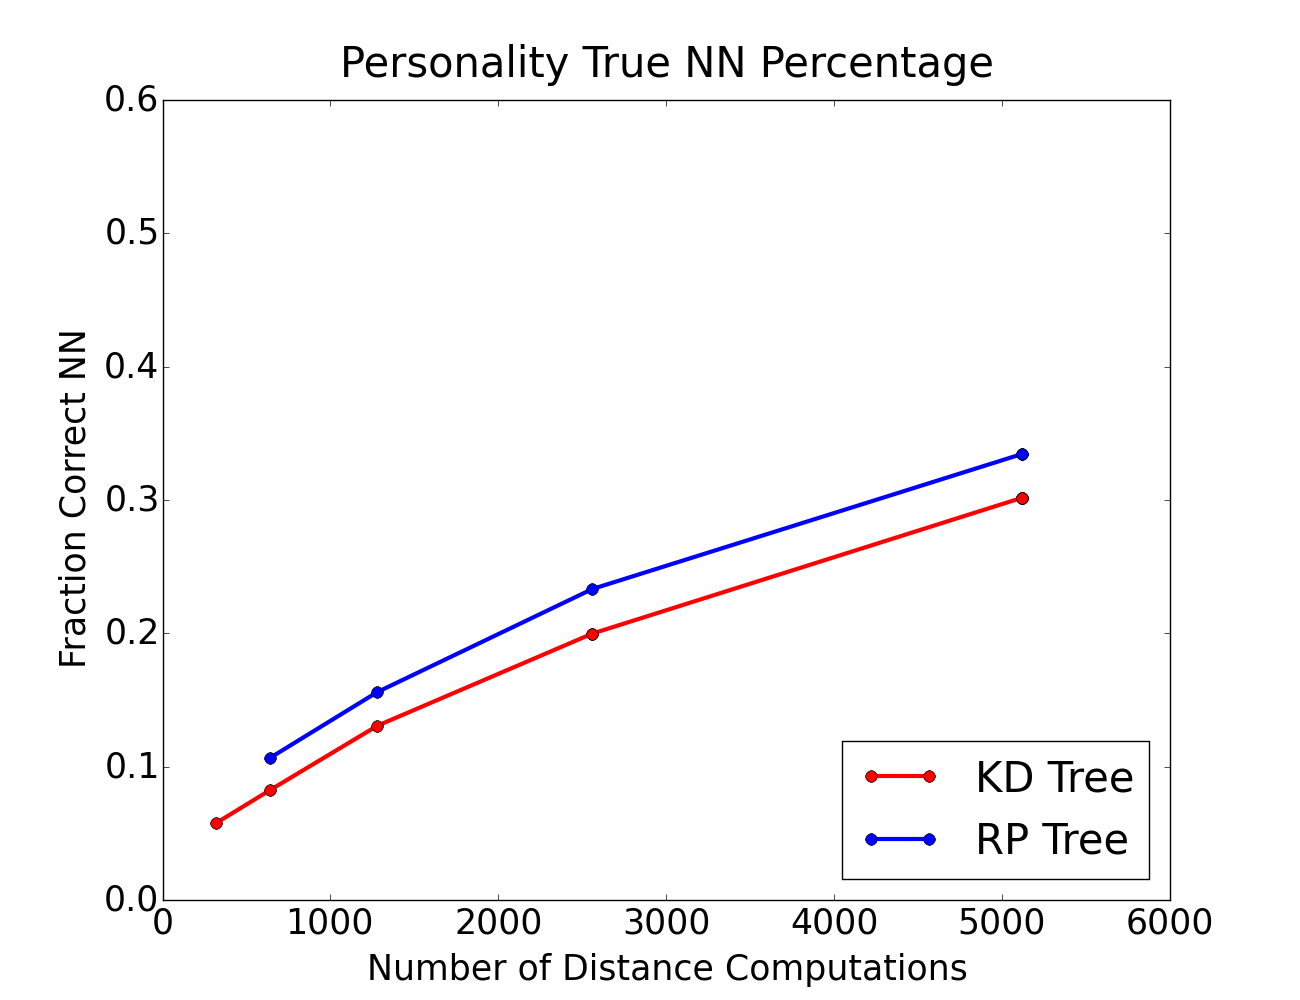 Personality True NN Percentage
0.6
0.5
0.4
0.3
0.2
0.1
0.0
Fraction Correct NN
KD Tree
RP Tree
0 1000 2000 3000 4000 5000 6000
Number of Distance Computations